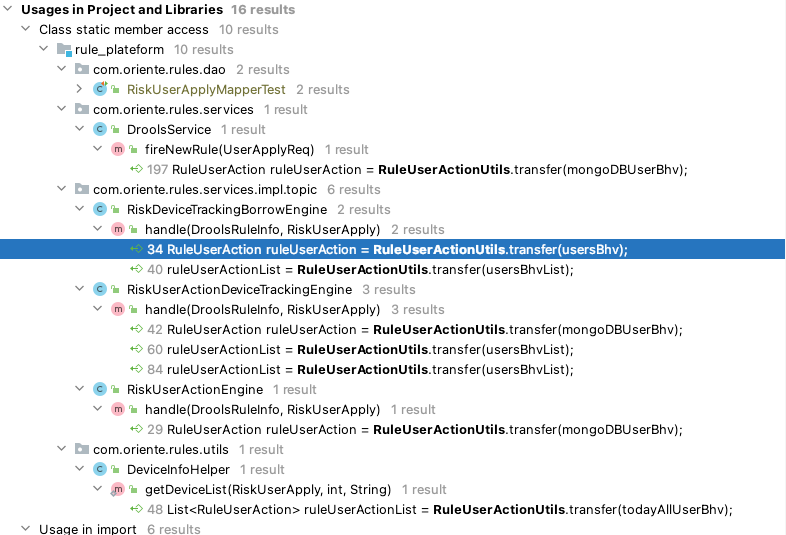 Usages in Project and Libraries 16 results
Class static member access 10 results
rule_plateform 10 results
com.oriente.rules.dao 2 results
RiskUserApplyMapperTest 2 results
com.oriente.rules.services 1 result
DroolsService 1 result
fireNewRule(UserApplyReq) 1 result
197 RuleUserAction ruleUserAction = RuleUserActionUtils.transfer(mongoDBUserBhv);
com.oriente.rules.services.impl.topic 6 results
RiskDeviceTrackingBorrowEngine 2 results
handle(DroolsRuleInfo, RiskUserApply) 2 results
34 RuleUserAction ruleUserAction = RuleUserActionUtils.transfer(usersBhv);
40 ruleUserActionList = RuleUserActionUtils.transfer(usersBhvList);
RiskUserActionDeviceTrackingEngine 3 results
handle(DroolsRuleInfo, RiskUserApply) 3 results
42 RuleUserAction ruleUserAction = RuleUserActionUtils.transfer(mongoDBUserBhv);
60 ruleUserActionList = RuleUserActionUtils.transfer(usersBhvList);
84 ruleUserActionList = RuleUserActionUtils.transfer(usersBhvList);
RiskUserActionEngine 1 result
handle(DroolsRuleInfo, RiskUserApply) 1 result
29 RuleUserAction ruleUserAction = RuleUserActionUtils.transfer(mongoDBUserBhv);
com.oriente.rules.utils 1 result
DeviceInfoHelper 1 result
getDeviceList(RiskUserApply, int, String) 1 result
48 List<RuleUserAction> ruleUserActionList = RuleUserActionUtils.transfer(todayAllUserBhv);
Usage in import 6 results